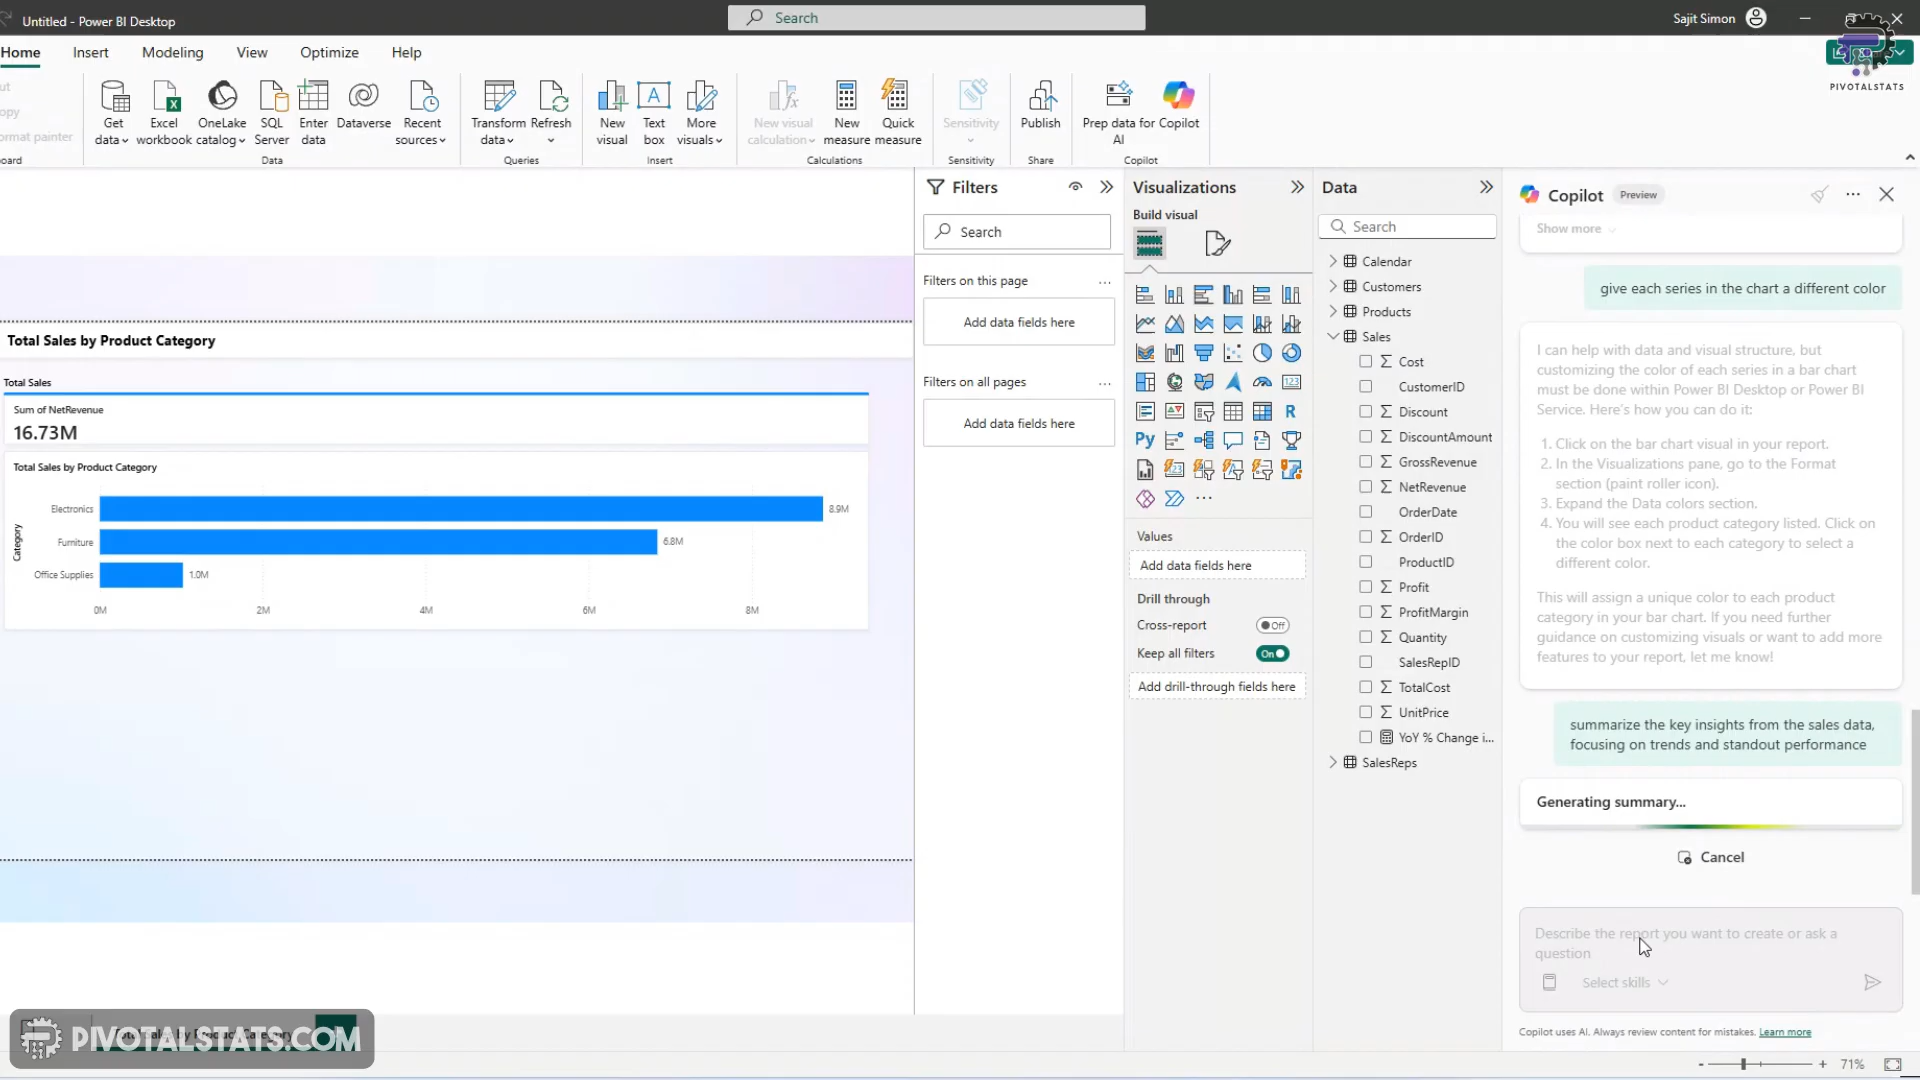 Untitled - Power BI Desktop
Search
Sajit Simon
Home
Insert
Modeling
View
Optimize
Help
PIVOTALSTATS
ut
opy
ormat painter
oard
Get data
Excel workbook
OneLake catalog
SQL Server
Enter data
Dataverse
Recent sources
Data
Transform data
Refresh
Queries
New visual
Text box
More visuals
Insert
New visual calculation
New measure
Quick measure
Calculations
Sensitivity
Sensitivity
Publish
Share
Prep data for AI
Copilot
Copilot
Total Sales by Product Category
Total Sales
Sum of NetRevenue
16.73M
Total Sales by Product Category
Category
Electronics
8.9M
Furniture
6.8M
Office Supplies
1.0M
0M
2M
4M
6M
8M
Filters
Search
Filters on this page
...
Add data fields here
Filters on all pages
...
Add data fields here
Visualizations
Build visual
R
Py
123
...
Values
Add data fields here
Drill through
Cross-report
Off
Keep all filters
On
Add drill-through fields here
Data
Search
Calendar
Customers
Products
Sales
Cost
CustomerID
Discount
DiscountAmount
GrossRevenue
NetRevenue
OrderDate
OrderID
ProductID
Profit
ProfitMargin
Quantity
SalesRepID
TotalCost
UnitPrice
YoY % Change i...
SalesReps
Copilot
Preview
...
Show more
give each series in the chart a different color
I can help with data and visual structure, but
customizing the color of each series in a bar chart
must be done within Power BI Desktop or Power BI
Service. Here's how you can do it:
1. Click on the bar chart visual in your report.
2. In the Visualizations pane, go to the Format
section (paint roller icon).
3. Expand the Data colors section.
4. You will see each product category listed. Click on
the color box next to each category to select a
different color.
This will assign a unique color to each product
category in your bar chart. If you need further
guidance on customizing visuals or want to add more
features to your report, let me know!
summarize the key insights from the sales data,
focusing on trends and standout performance
Generating summary...
Cancel
Describe the report you want to create or ask a
question
Select skills
Copilot uses AI. Always review content for mistakes. Learn more
PIVOTALSTATS.COM
- + 71%